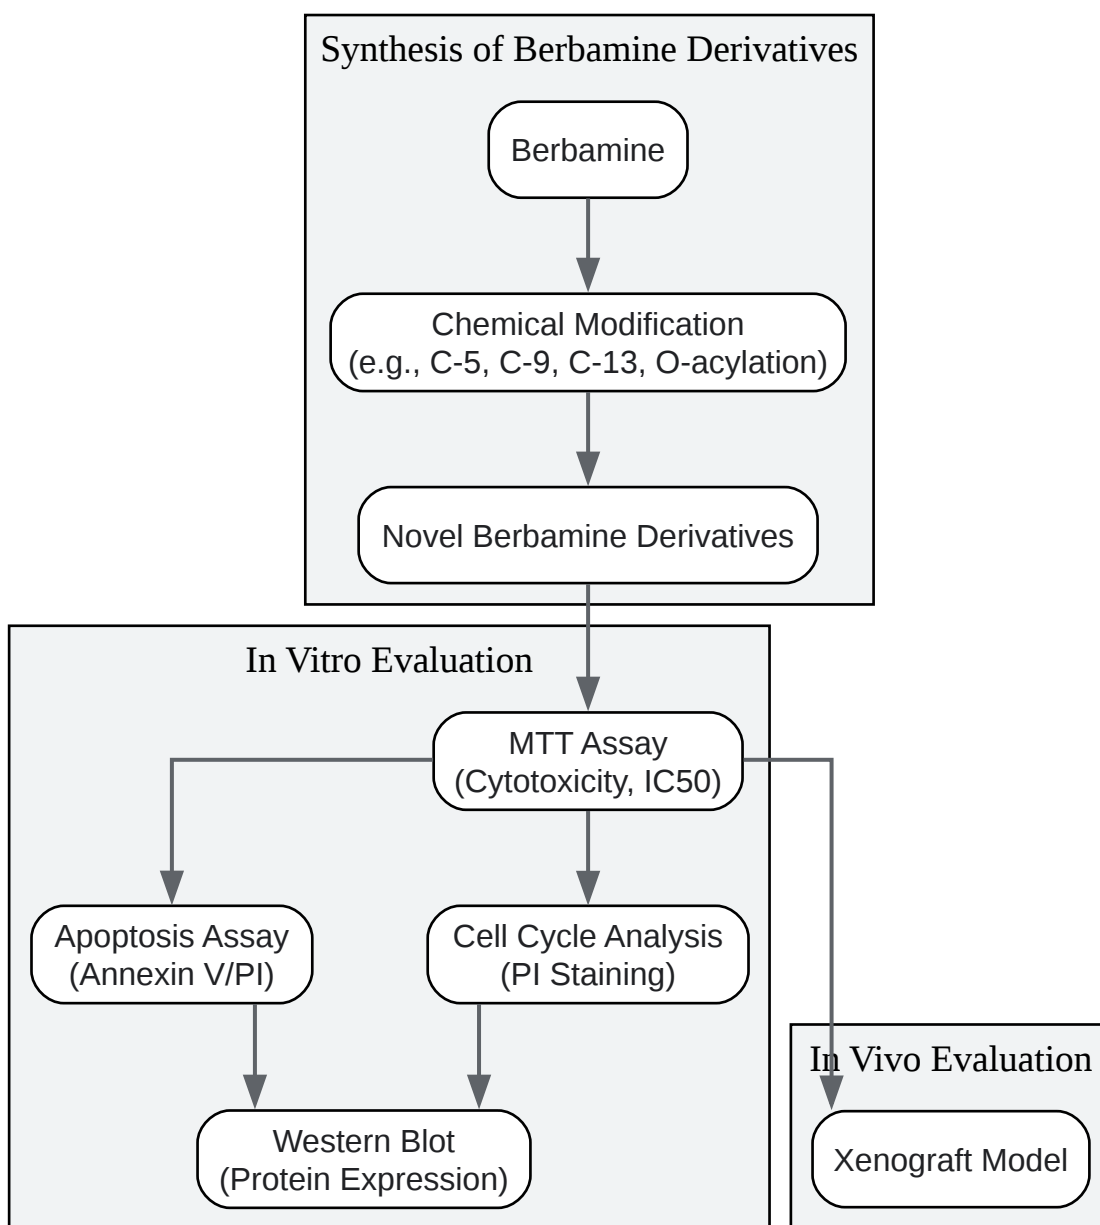 Synthesis of Berbamine Derivatives
Berbamine
Chemical Modification
(e.g., C-5, C-9, C-13, O-acylation)
Novel Berbamine Derivatives
In Vitro Evaluation
MTT Assay
(Cytotoxicity, IC50)
Apoptosis Assay
(Annexin V/PI)
Cell Cycle Analysis
(PI Staining)
Western Blot
(Protein Expression)
In Vivo Evaluation
Xenograft Model